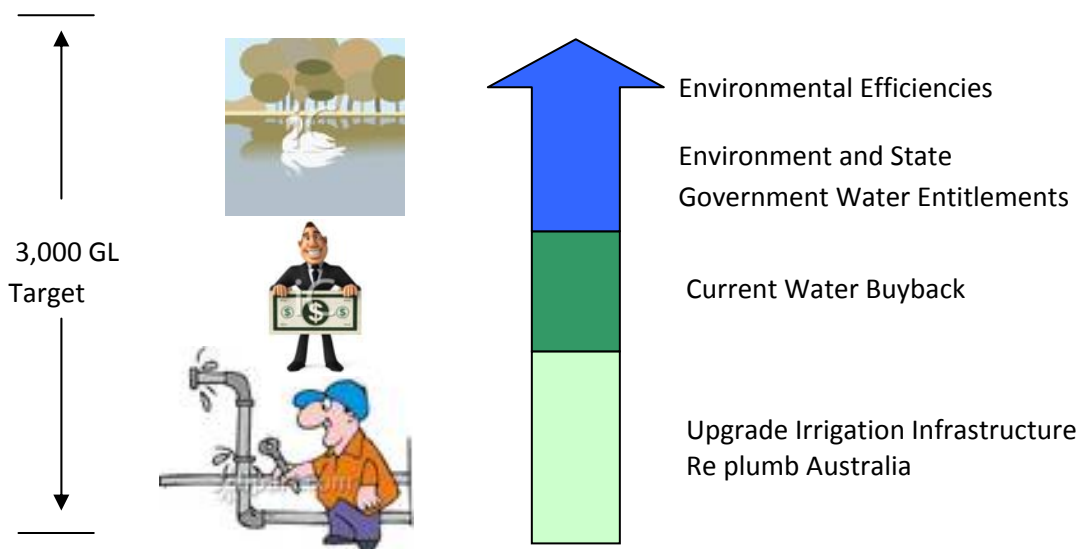 Environmental Efficiencies
Environment and State
Government Water Entitlements
3,000 GL
Target
$ $ $
Current Water Buyback
Upgrade Irrigation Infrastructure
Re plumb Australia